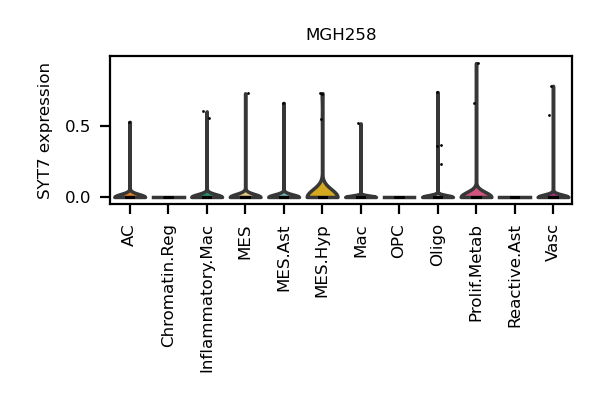 MGH258
SYT7 expression
0.5
0.0
AC
Chromatin.Reg
Inflammatory.Mac
MES
MES.Ast
MES.Hyp
Mac
OPC
Oligo
Prolif.Metab
Reactive.Ast
Vasc